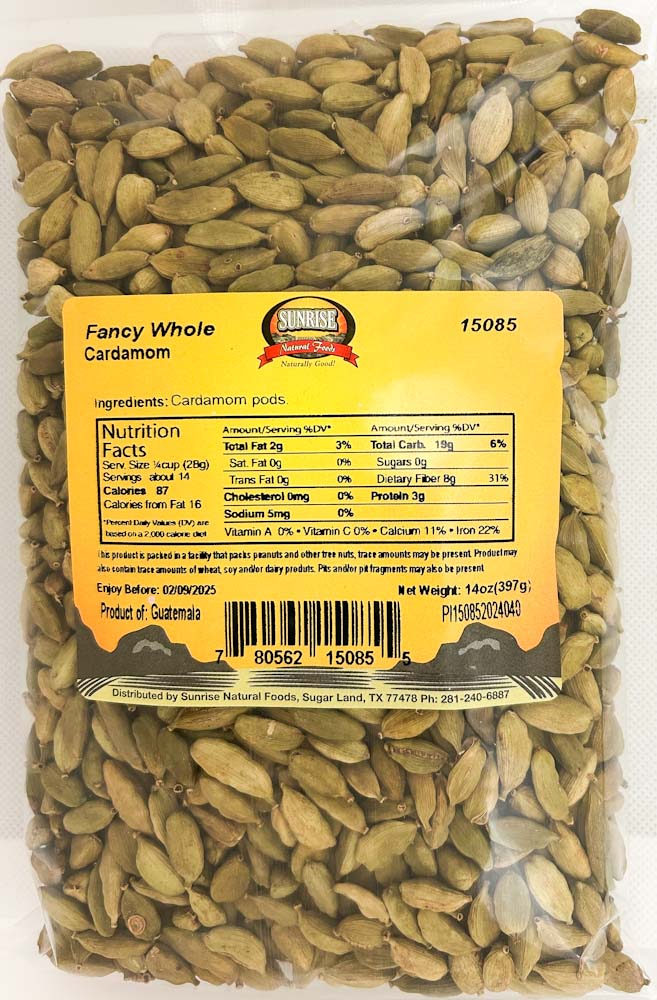 SUNRISE
Natural Foods
Naturally Good!
Fancy Whole
Cardamom
15085
Ingredients: Cardamom pods.
Nutrition
Facts
Serv. Size ¼cup (28g)
Servings about 14
Calories 87
Calories from Fat 16
*Percent Daily Values (DV) are
based on a 2,000 calorie diet
Amount/Serving %DV* Amount/Serving %DV*
Total Fat 2g 3% Total Carb. 19g 6%
Sat. Fat 0g 0% Sugars 0g
Trans Fat 0g 0% Dietary Fiber 8g 31%
Cholesterol 0mg 0% Protein 3g
Sodium 5mg 0%
Vitamin A 0% • Vitamin C 0% • Calcium 11% • Iron 22%
This product is packed in a facility that packs peanuts and other tree nuts, trace amounts may be present. Product may
also contain trace amounts of wheat, soy and/or dairy produts. Pits and/or pit fragments may also be present
Enjoy Before: 02/09/2025 Net Weight: 14oz(397g)
Product of: Guatemala PI150852024040
7 80562 15085 5
Distributed by Sunrise Natural Foods, Sugar Land, TX 77478 Ph: 281-240-6887